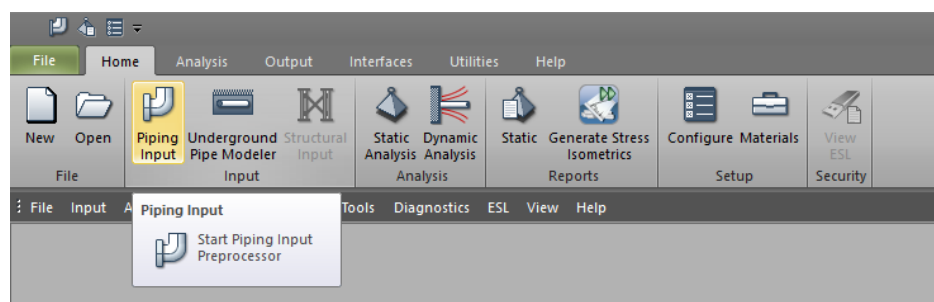 File Home Analysis Output Interfaces Utilities Help
New Open Piping Underground Structural Static Dynamic Static Generate Stress Configure Materials View
Input Pipe Modeler Input Analysis Analysis Isometrics ESL
File Input Analysis Reports Setup Security
File Input A Tools Diagnostics ESL View Help
Piping Input
Start Piping Input
Preprocessor